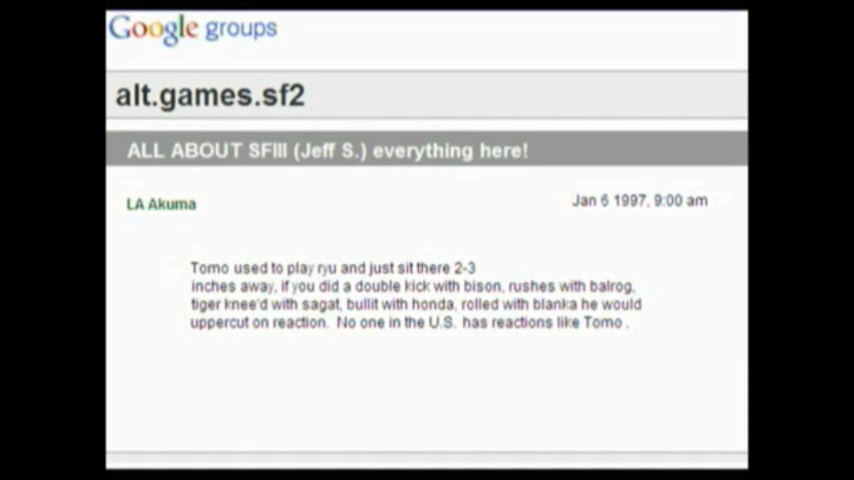 Google groups
alt.games.sf2
ALL ABOUT SFIII (Jeff S.) everything here!
LA Akuma
Jan 6 1997, 9:00 am
Tomo used to play ryu and just sit there 2-3
inches away, if you did a double kick with bison, rushes with balrog,
tiger knee'd with sagat, bullit with honda, rolled with blanka he would
uppercut on reaction. No one in the U.S. has reactions like Tomo .